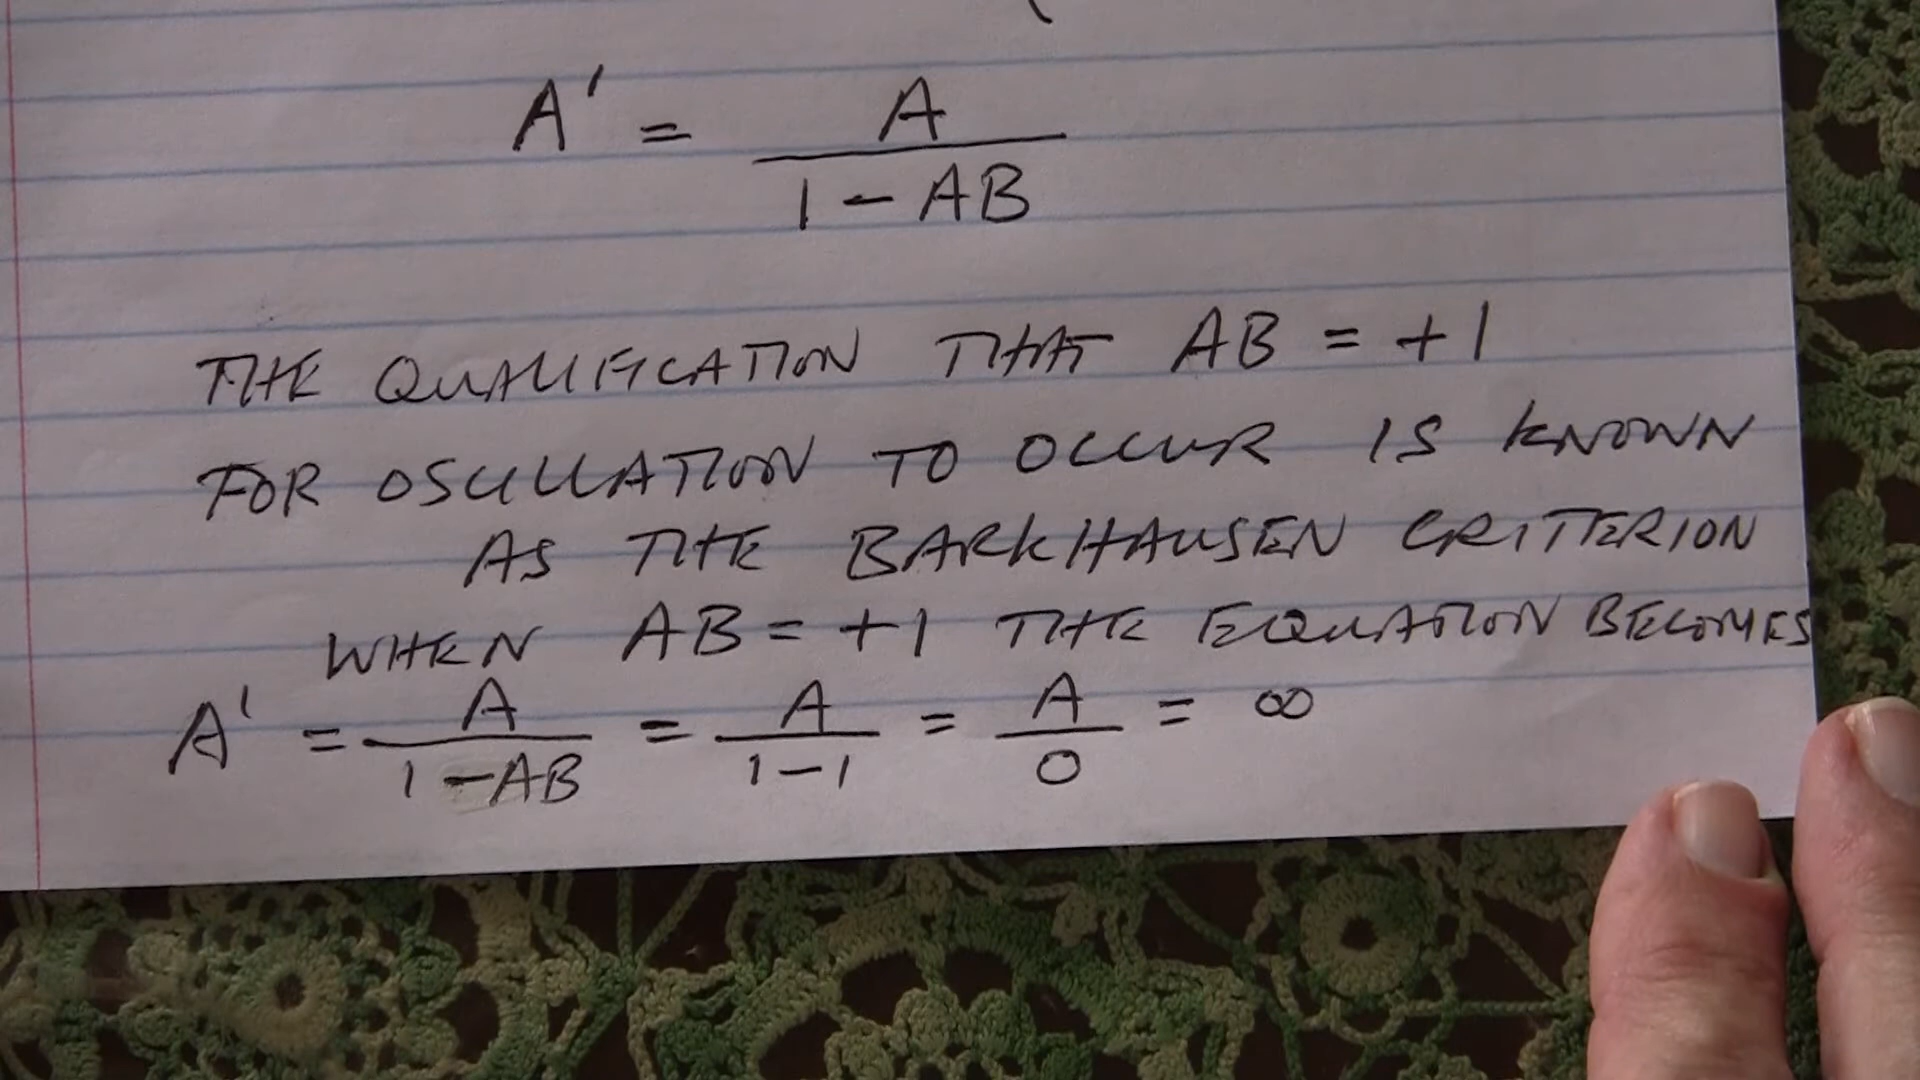 A' = A / 1 - AB
THE QUALIFICATION THAT AB = +1
FOR OSCILLATION TO OCCUR IS KNOWN
AS THE BARKHAUSEN CRITERION
WHEN AB = +1 THE EQUATION BECOMES
A' = A / 1 - AB = A / 1 - 1 = A / 0 = ∞